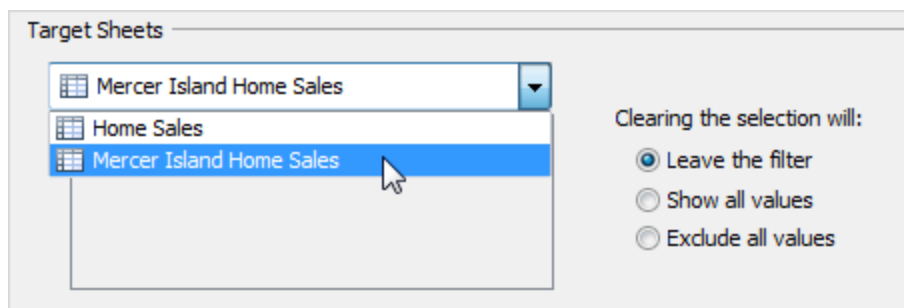 Target Sheets
Mercer Island Home Sales
Home Sales
Mercer Island Home Sales
Clearing the selection will:
Leave the filter
Show all values
Exclude all values